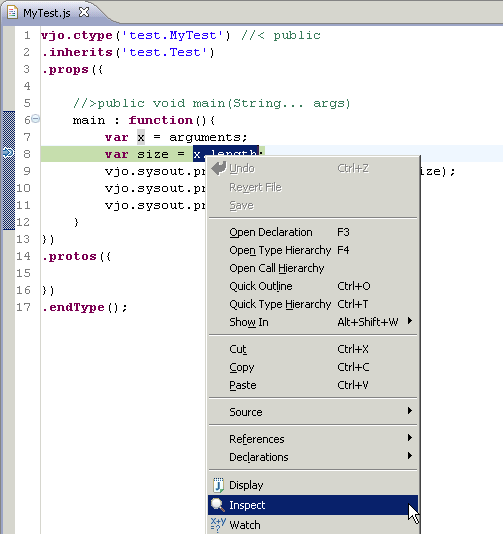 MyTest.js
1 vjo.ctype('test.MyTest') //< public
2 .inherits('test.Test')
3 .props({
4
5 //>public void main(String... args)
6 main : function(){
7 var x = arguments;
8 var size = x.length;
9 vjo.sysout.pr ize);
10 vjo.sysout.pr
11 vjo.sysout.pr
12 }
13 })
14 .protos({
15
16 })
17 .endType();
Undo Ctrl+Z
Revert File
Save
Open Declaration F3
Open Type Hierarchy F4
Open Call Hierarchy
Quick Outline Ctrl+O
Quick Type Hierarchy Ctrl+T
Show In Alt+Shift+W
Cut Ctrl+X
Copy Ctrl+C
Paste Ctrl+V
Source
References
Declarations
Display
Inspect
Watch